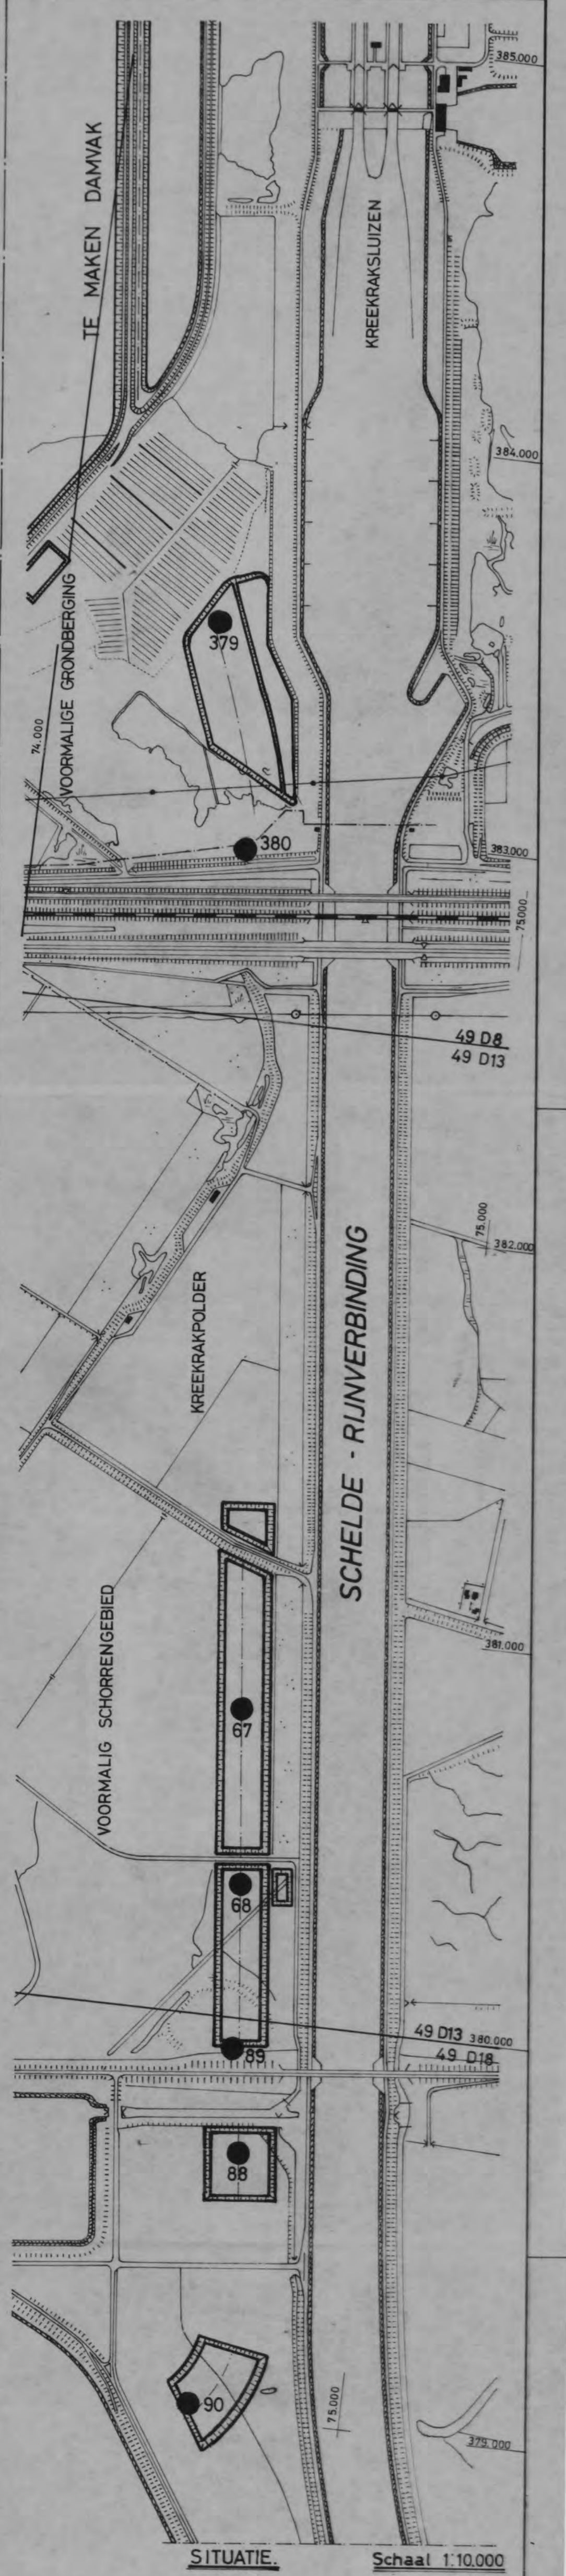 385.000
TE MAKEN DAMVAK
KREEKRAKSLUIZEN
384.000
VOORMALIGE GRONDBERGING
379
74.000
380
383.000
75.000
49 D8
49 D13
75.000
382.000
KREEKRAKPOLDER
SCHELDE - RIJNVERBINDING
VOORMALIG SCHORRENGEBIED
381.000
67
68
49 D13 380.000
49 D18
89
88
90
75.000
379.000
SITUATIE.
Schaal 1:10.000